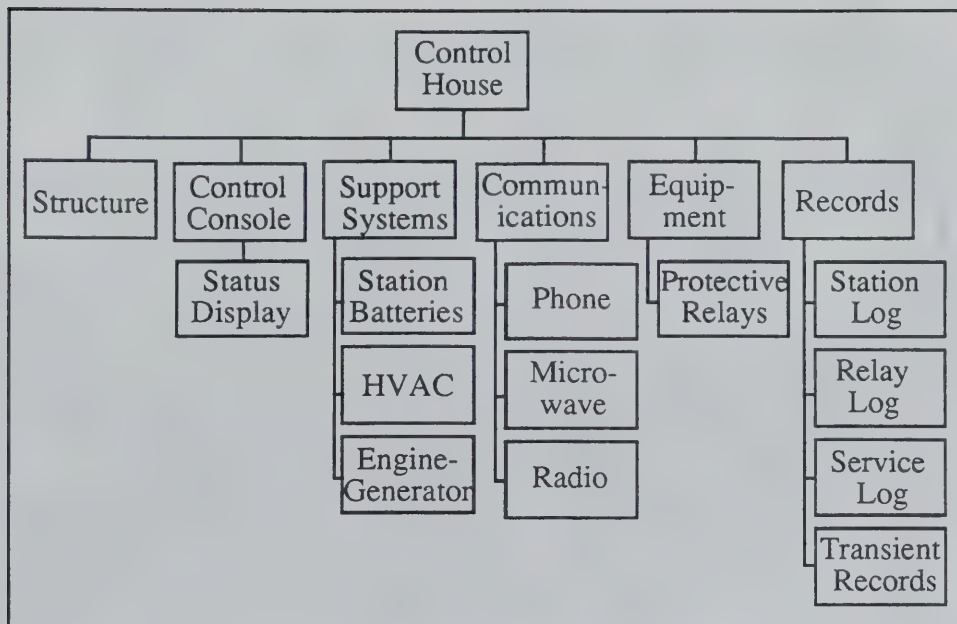 Control
House
Structure
Control
Console
Support
Systems
Commun-
ications
Equip-
ment
Records
Status
Display
Station
Batteries
HVAC
Engine-
Generator
Phone
Micro-
wave
Radio
Protective
Relays
Station
Log
Relay
Log
Service
Log
Transient
Records